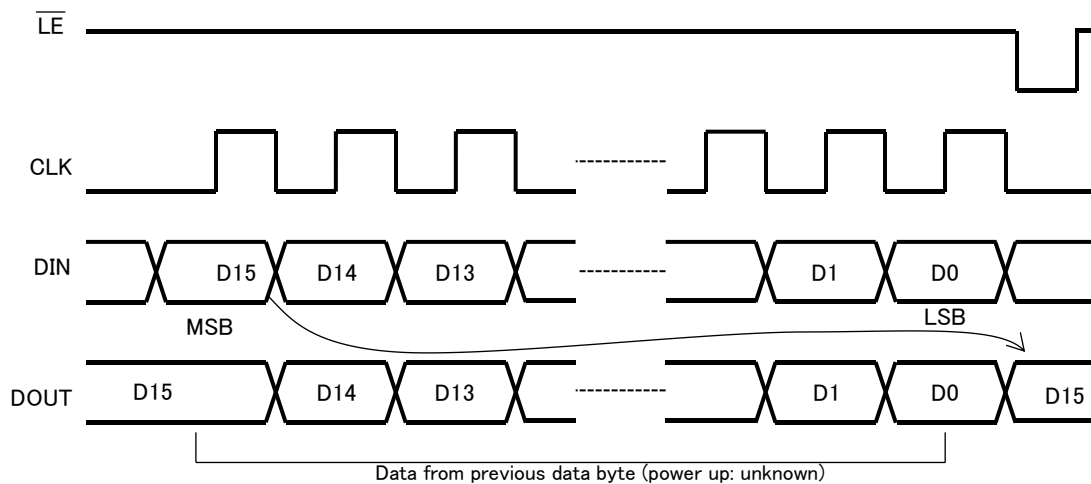 LE
CLK
DIN D15 D14 D13 D1 D0
MSB LSB
DOUT D15 D14 D13 D1 D0 D15
Data from previous data byte (power up: unknown)